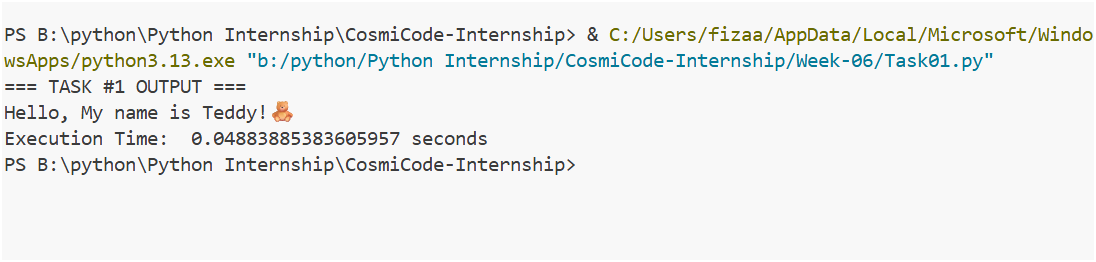 PS B:\python\Python Internship\CosmiCode-Internship> & C:/Users/fizaa/AppData/Local/Microsoft/Windo
wsApps/python3.13.exe "b:/python/Python Internship/CosmiCode-Internship/Week-06/Task01.py"
=== TASK #1 OUTPUT ===
Hello, My name is Teddy!🧸
Execution Time:  0.04883885383605957 seconds
PS B:\python\Python Internship\CosmiCode-Internship>